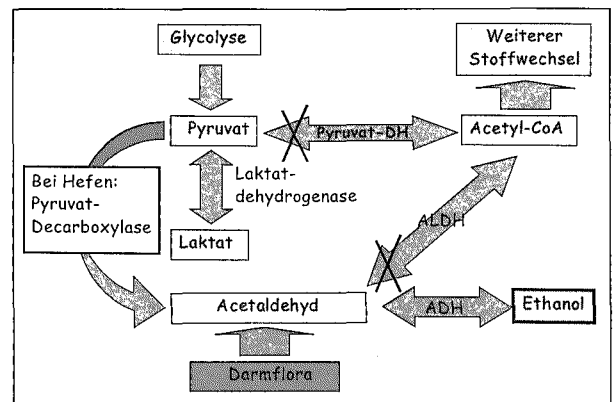 Glycolyse
Weiterer
Stoffwechsel
Pyruvat
Pyruvat-DH
Acetyl-CoA
Laktat-
dehydrogenase
Bei Hefen:
Pyruvat-
Decarboxylase
Laktat
ALDH
Acetaldehyd
ADH
Ethanol
Darmflora